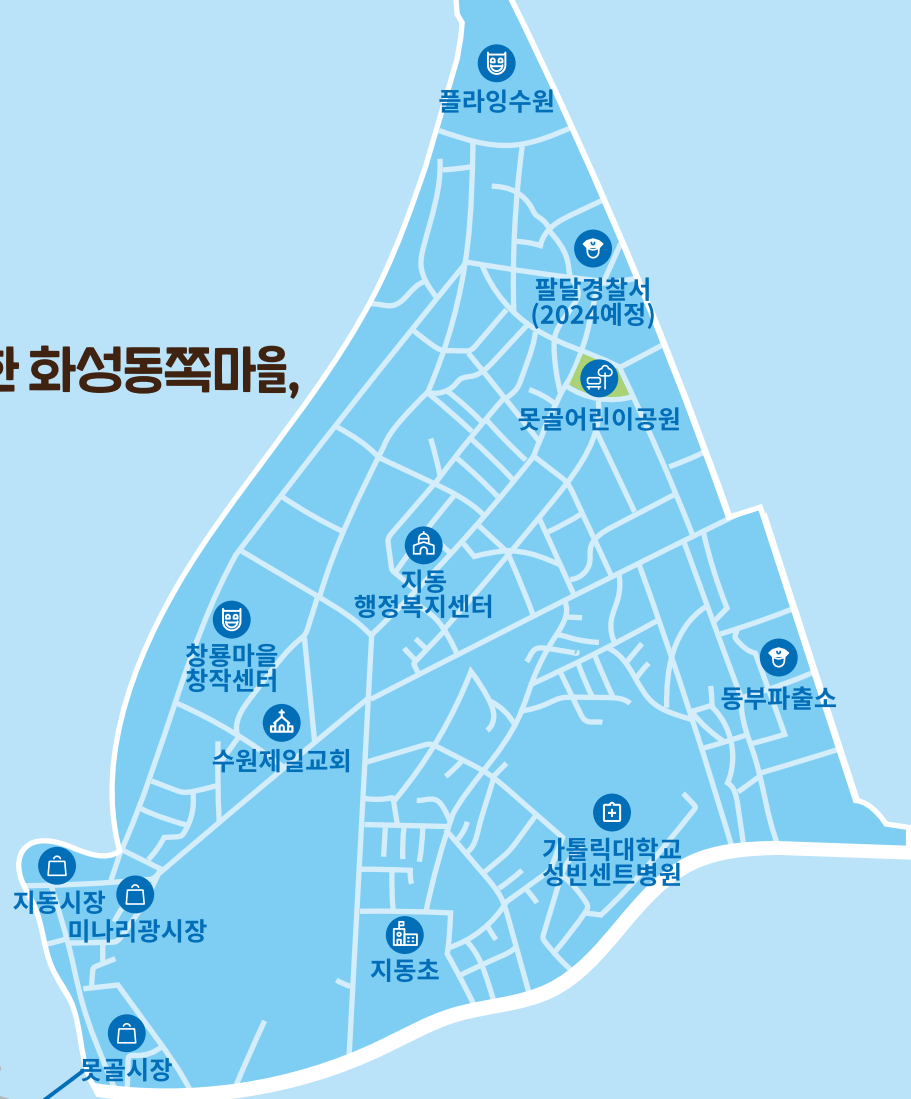 플라잉수원
팔달경찰서
(2024예정)
한 화성동쪽마을,
못골어린이공원
지동
행정복지센터
창룡마을
창작센터
동부파출소
수원제일교회
가톨릭대학교
성빈센트병원
지동시장
미나리광시장
지동초
못골시장